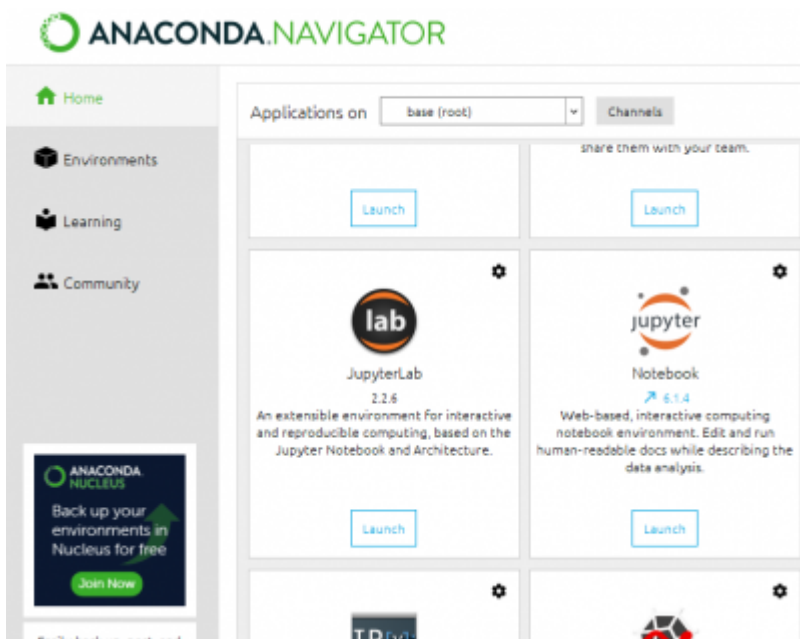 ANACONDA.NAVIGATOR
Home
Environments
Learning
Community
ANACONDA.
NUCLEUS
Back up your
environments in
Nucleus for free
Join Now
Applications on base (root) Channels
share them with your team.
Launch
Launch
lab
JupyterLab
2.2.6
An extensible environment for interactive
and reproducible computing, based on the
Jupyter Notebook and Architecture.
Launch
jupyter
Notebook
6.1.4
Web-based, interactive computing
notebook environment. Edit and run
human-readable docs while describing the
data analysis.
Launch